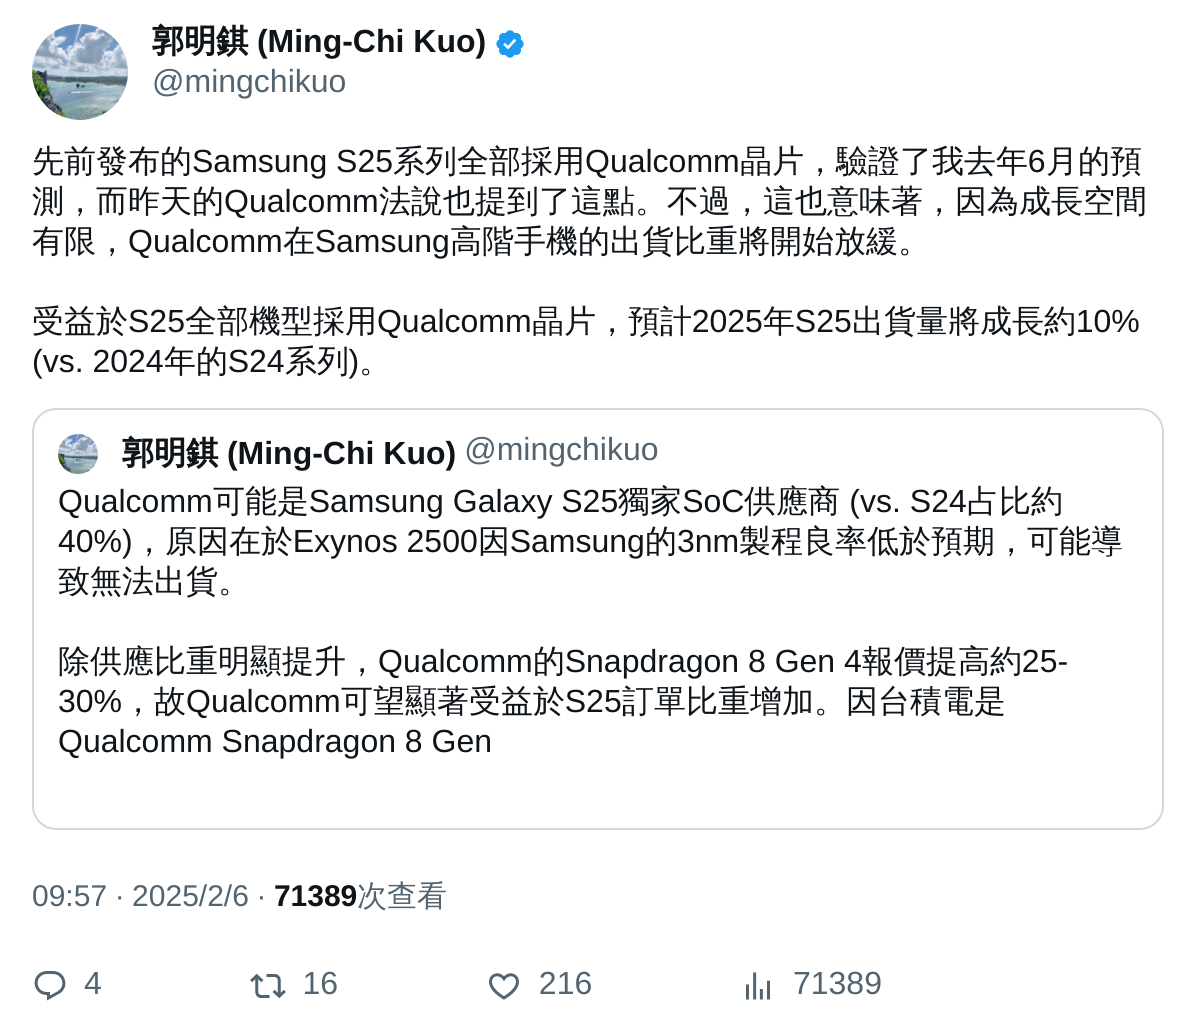 郭明錤 (Ming-Chi Kuo)
@mingchikuo
先前發布的Samsung S25系列全部採用Qualcomm晶片，驗證了我去年6月的預
測，而昨天的Qualcomm法說也提到了這點。不過，這也意味著，因為成長空間
有限，Qualcomm在Samsung高階手機的出貨比重將開始放緩。
受益於S25全部機型採用Qualcomm晶片，預計2025年S25出貨量將成長約10%
(vs. 2024年的S24系列)。
郭明錤 (Ming-Chi Kuo) @mingchikuo
Qualcomm可能是Samsung Galaxy S25獨家SoC供應商 (vs. S24占比約
40%)，原因在於Exynos 2500因Samsung的3nm製程良率低於預期，可能導
致無法出貨。
除供應比重明顯提升，Qualcomm的Snapdragon 8 Gen 4報價提高約25-
30%，故Qualcomm可望顯著受益於S25訂單比重增加。因台積電是
Qualcomm Snapdragon 8 Gen
09:57 · 2025/2/6 · 71389次查看
4 16 216 71389